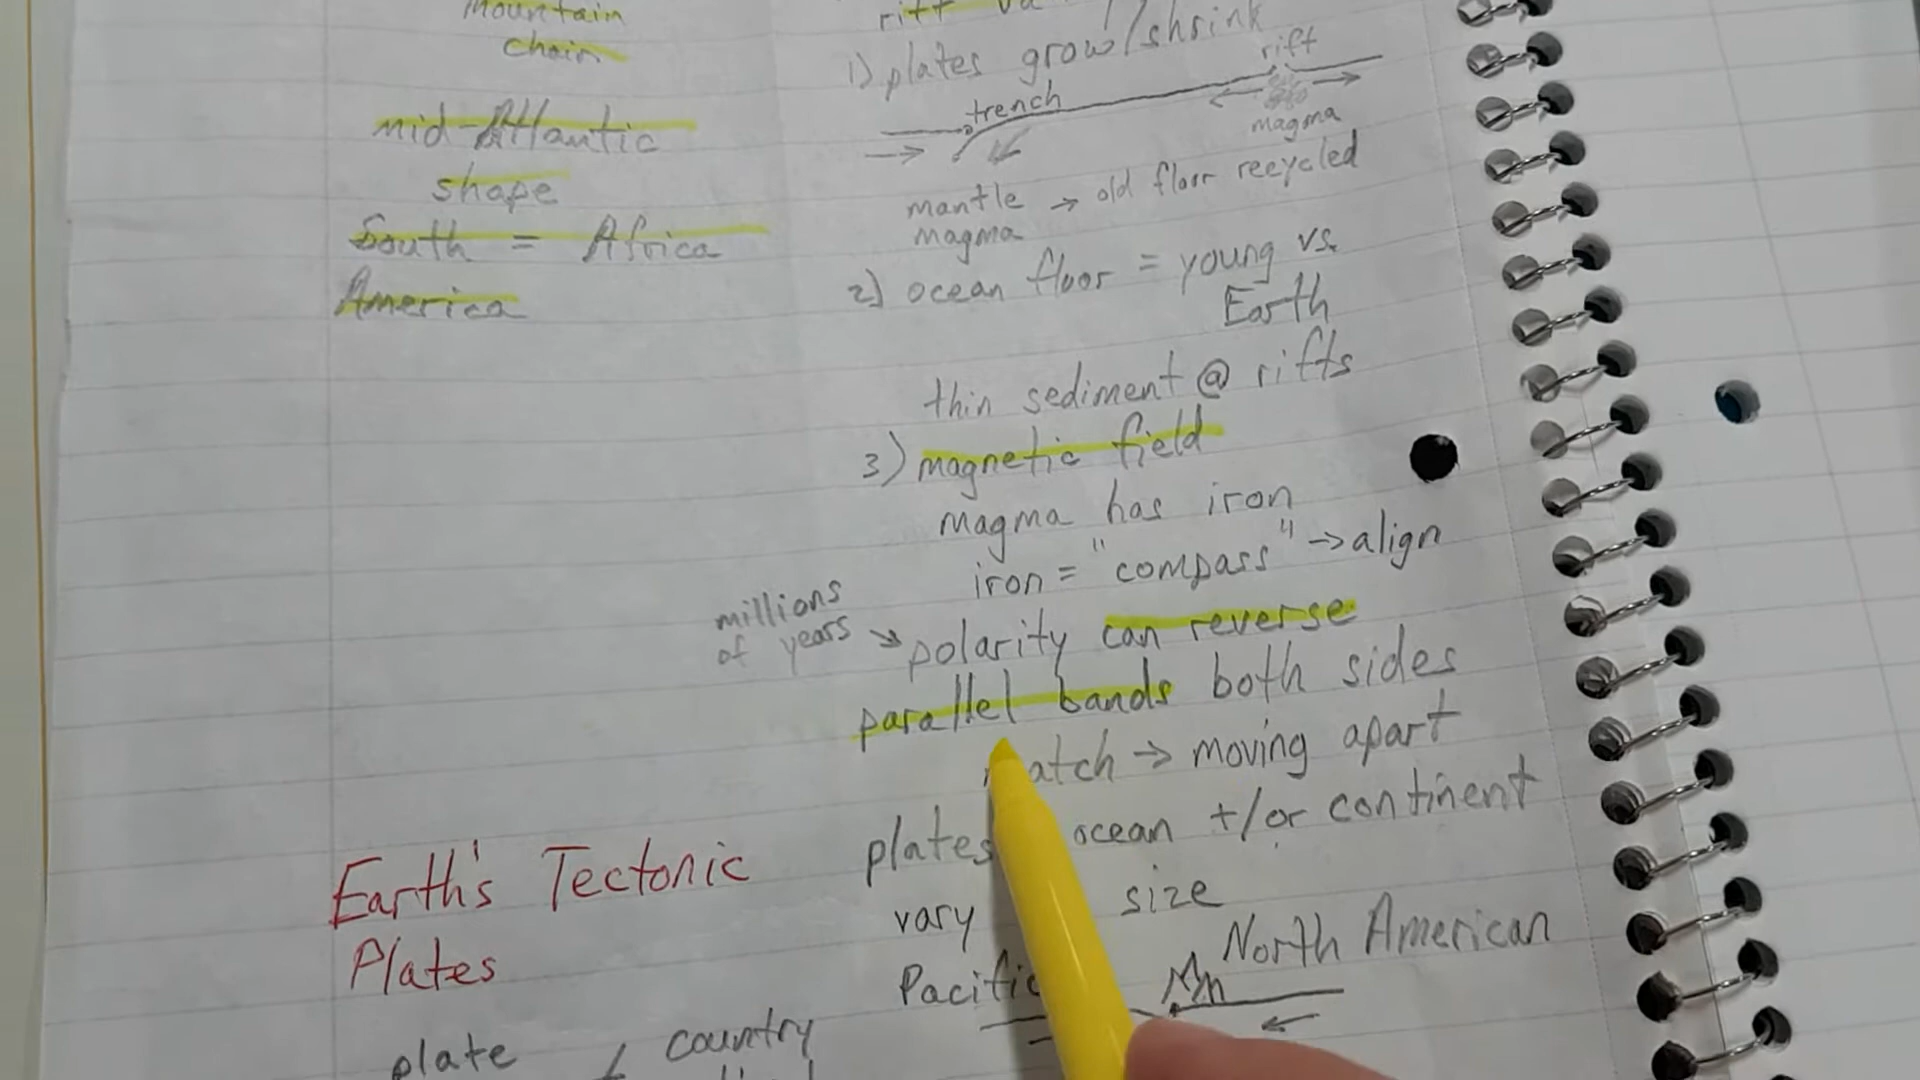 mountain
chain
mid-Atlantic
shape
South = Africa
America
rift
1) plates grow/shrink
rift
trench
magma
mantle → old floor recycled
magma
2) ocean floor = young vs.
Earth
thin sediment @ rifts
3) magnetic field
magma has iron
iron = "compass" → align
millions
of years → polarity can reverse
parallel bands both sides
match → moving apart
plates ocean +/or continent
vary size
Pacific North American
Earth's Tectonic
Plates
plate ≠ country